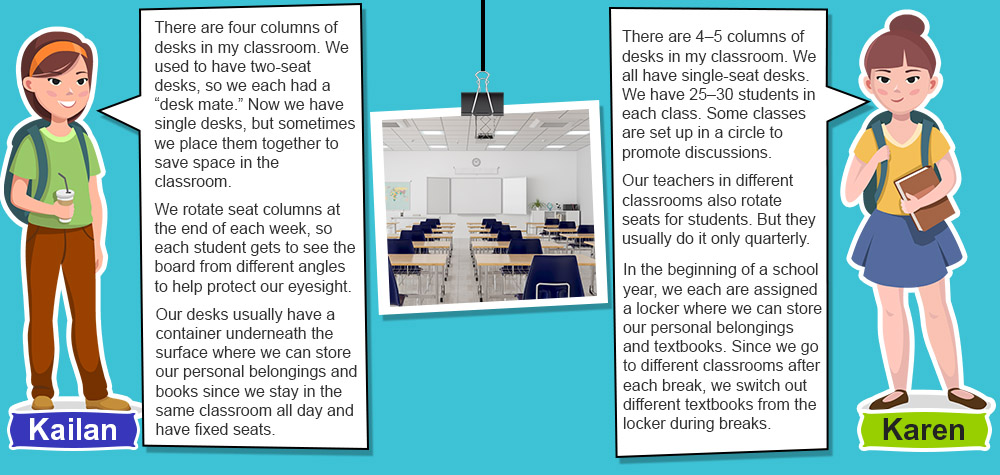 There are four columns of
desks in my classroom. We
used to have two-seat
desks, so we each had a
“desk mate.” Now we have
single desks, but sometimes
we place them together to
save space in the
classroom.
We rotate seat columns at
the end of each week, so
each student gets to see the
board from different angles
to help protect our eyesight.
Our desks usually have a
container underneath the
surface where we can store
our personal belongings and
books since we stay in the
same classroom all day and
have fixed seats.
Kailan
There are 4–5 columns of
desks in my classroom. We
all have single-seat desks.
We have 25–30 students in
each class. Some classes
are set up in a circle to
promote discussions.
Our teachers in different
classrooms also rotate
seats for students. But they
usually do it only quarterly.
In the beginning of a school
year, we each are assigned
a locker where we can store
our personal belongings
and textbooks. Since we go
to different classrooms after
each break, we switch out
different textbooks from the
locker during breaks.
Karen